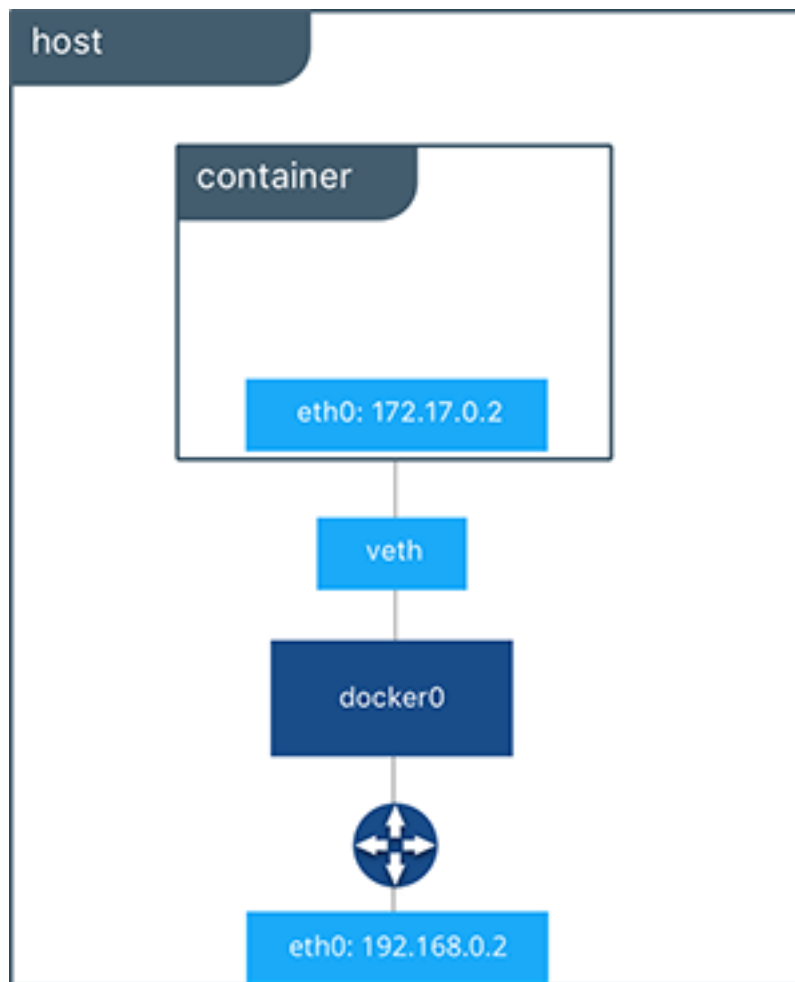 host
container
eth0: 172.17.0.2
veth
docker0
eth0: 192.168.0.2